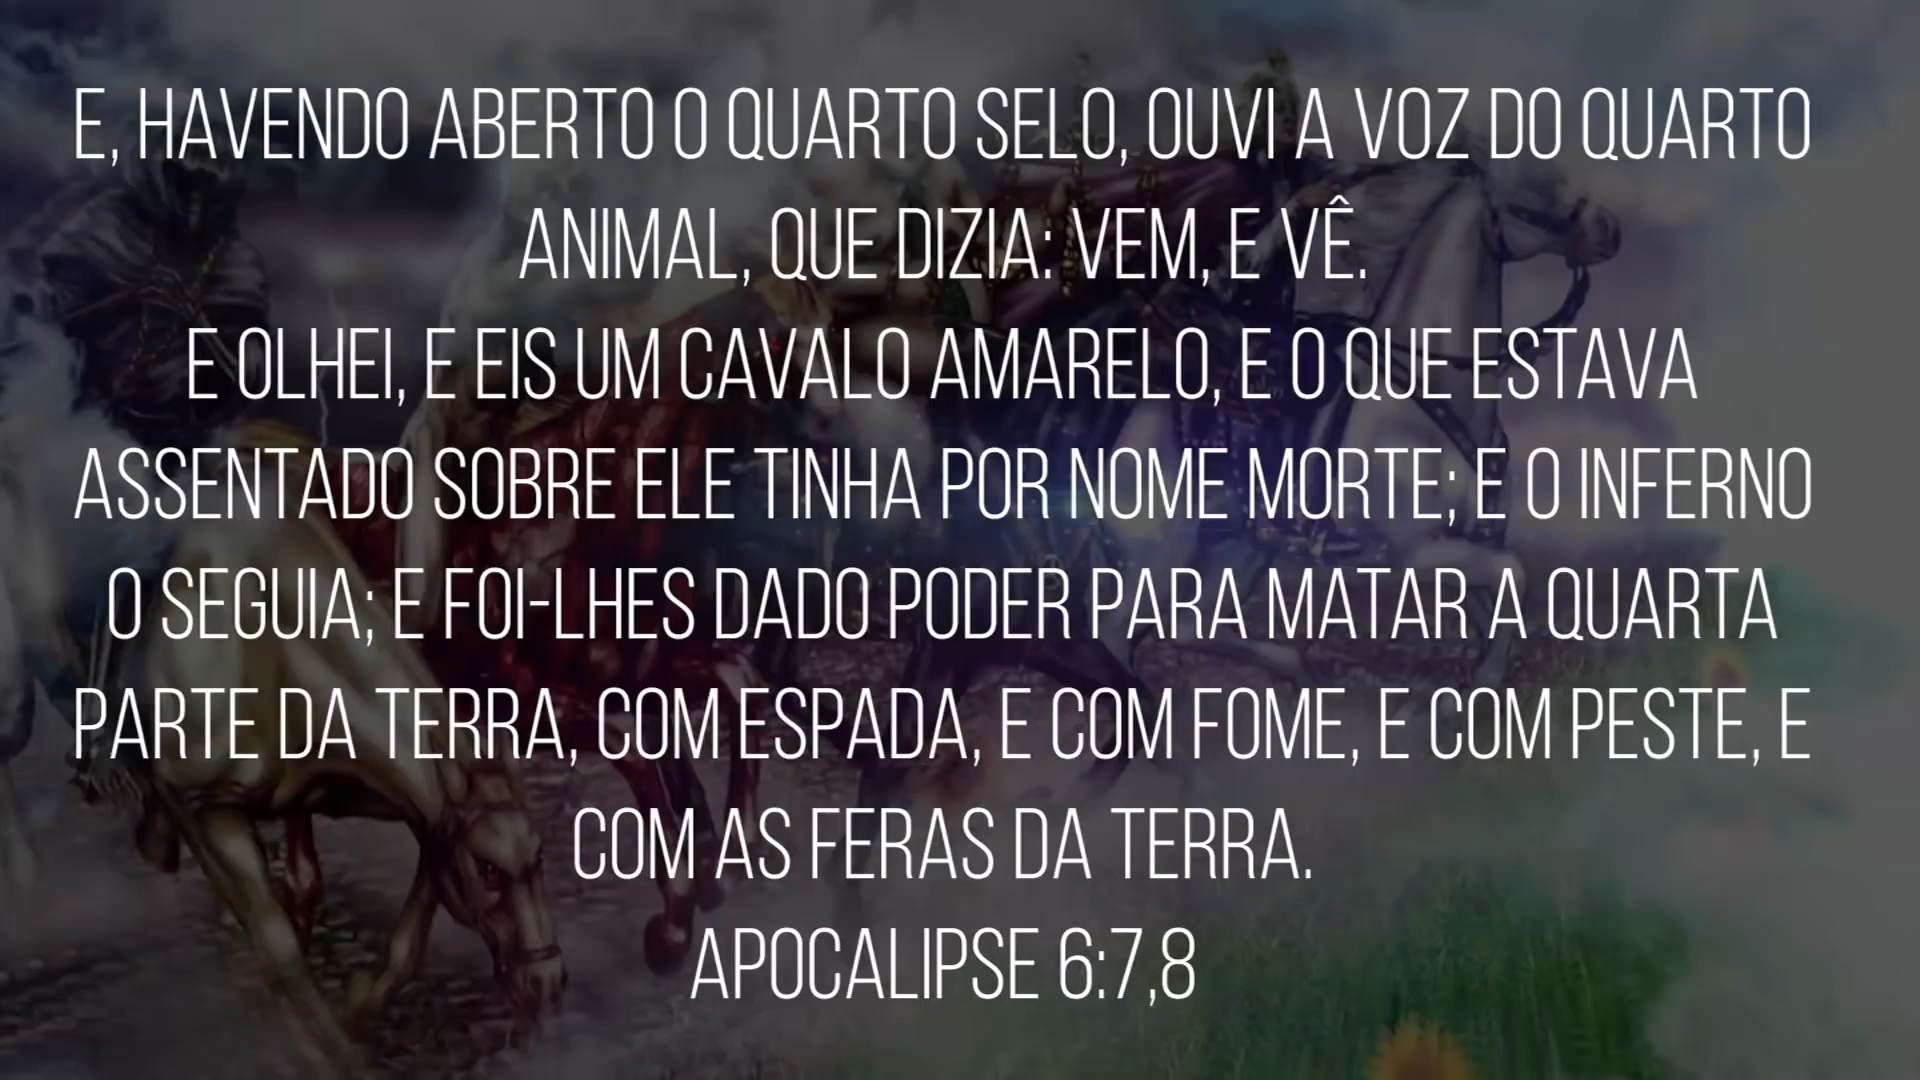 E, HAVENDO ABERTO O QUARTO SELO, OUVI A VOZ DO QUARTO
ANIMAL, QUE DIZIA: VEM, E VÊ.
E OLHEI, E EIS UM CAVALO AMARELO, E O QUE ESTAVA
ASSENTADO SOBRE ELE TINHA POR NOME MORTE; E O INFERNO
O SEGUIA; E FOI-LHES DADO PODER PARA MATAR A QUARTA
PARTE DA TERRA, COM ESPADA, E COM FOME, E COM PESTE, E
COM AS FERAS DA TERRA.
APOCALIPSE 6:7,8